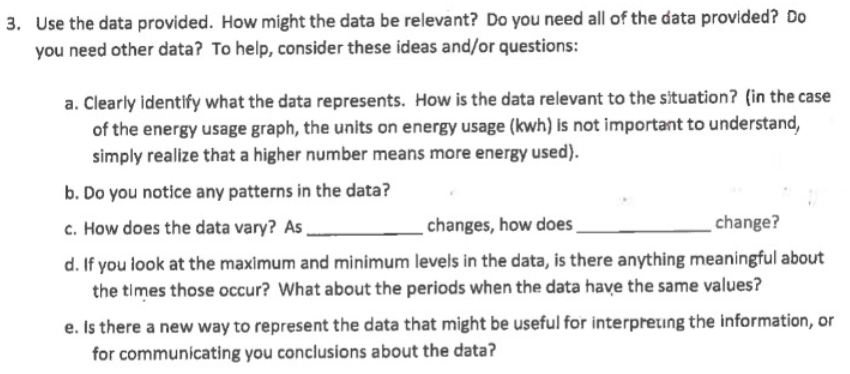 3. Use the data provided. How might the data be relevant? Do you need all of the data provided? Do
you need other data? To help, consider these ideas and/or questions:
a. Clearly identify what the data represents. How is the data relevant to the situation? (in the case
of the energy usage graph, the units on energy usage (kwh) is not important to understand,
simply realize that a higher number means more energy used).
b. Do you notice any patterns in the data?
c. How does the data vary? As ____________ changes, how does ______________ change?
d. If you look at the maximum and minimum levels in the data, is there anything meaningful about
the times those occur? What about the periods when the data have the same values?
e. Is there a new way to represent the data that might be useful for interpreting the information, or
for communicating you conclusions about the data?